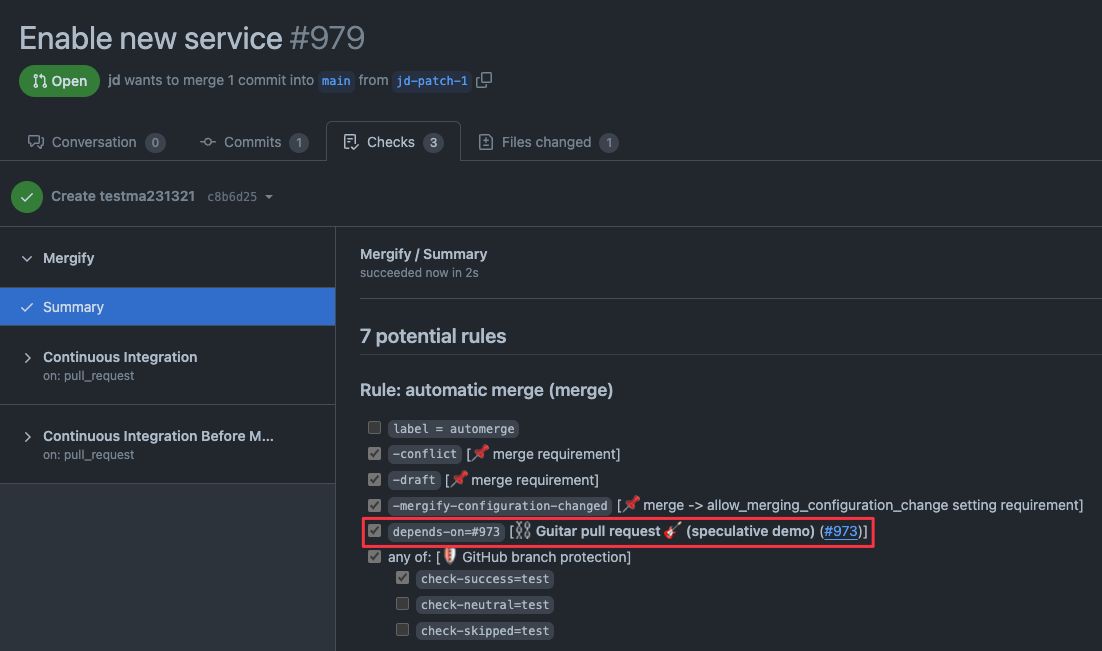 Enable new service #979
Open jd wants to merge 1 commit into main from jd-patch-1
Conversation 0 Commits 1 Checks 3 Files changed 1
Create testma231321 c8b6d25
Mergify
Summary
Continuous Integration
on: pull_request
Continuous Integration Before M...
on: pull_request
Mergify / Summary
succeeded now in 2s
7 potential rules
Rule: automatic merge (merge)
label = automerge
-conflict [📌 merge requirement]
-draft [📌 merge requirement]
-mergify-configuration-changed [📌 merge -> allow_merging_configuration_change setting requirement]
depends-on=#973 [⛓ Guitar pull request 🎸 (speculative demo) (#973)]
any of: [🛡 GitHub branch protection]
check-success=test
check-neutral=test
check-skipped=test